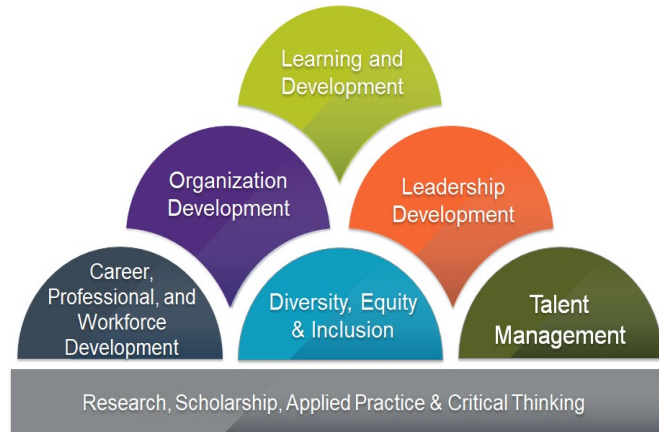 Learning and
Development
Organization
Development
Leadership
Development
Career,
Professional, and
Workforce
Development
Diversity, Equity
& Inclusion
Talent
Management
Research, Scholarship, Applied Practice & Critical Thinking